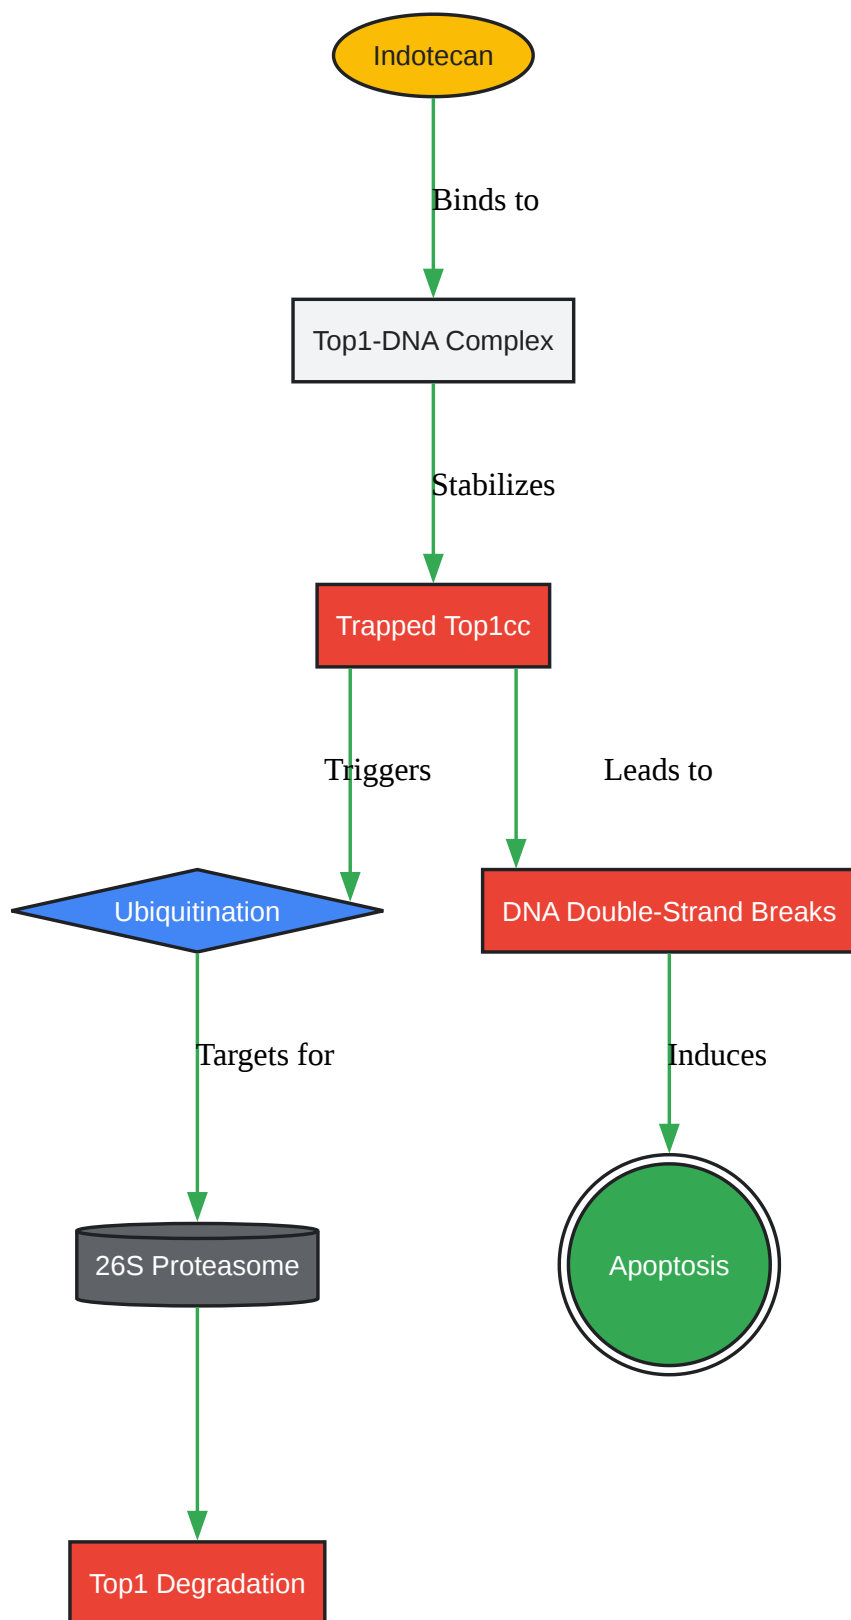 Indotecan
Binds to
Top1-DNA Complex
Stabilizes
Trapped Top1cc
Triggers
Leads to
Ubiquitination
DNA Double-Strand Breaks
Targets for
Induces
26S Proteasome
Apoptosis
Top1 Degradation